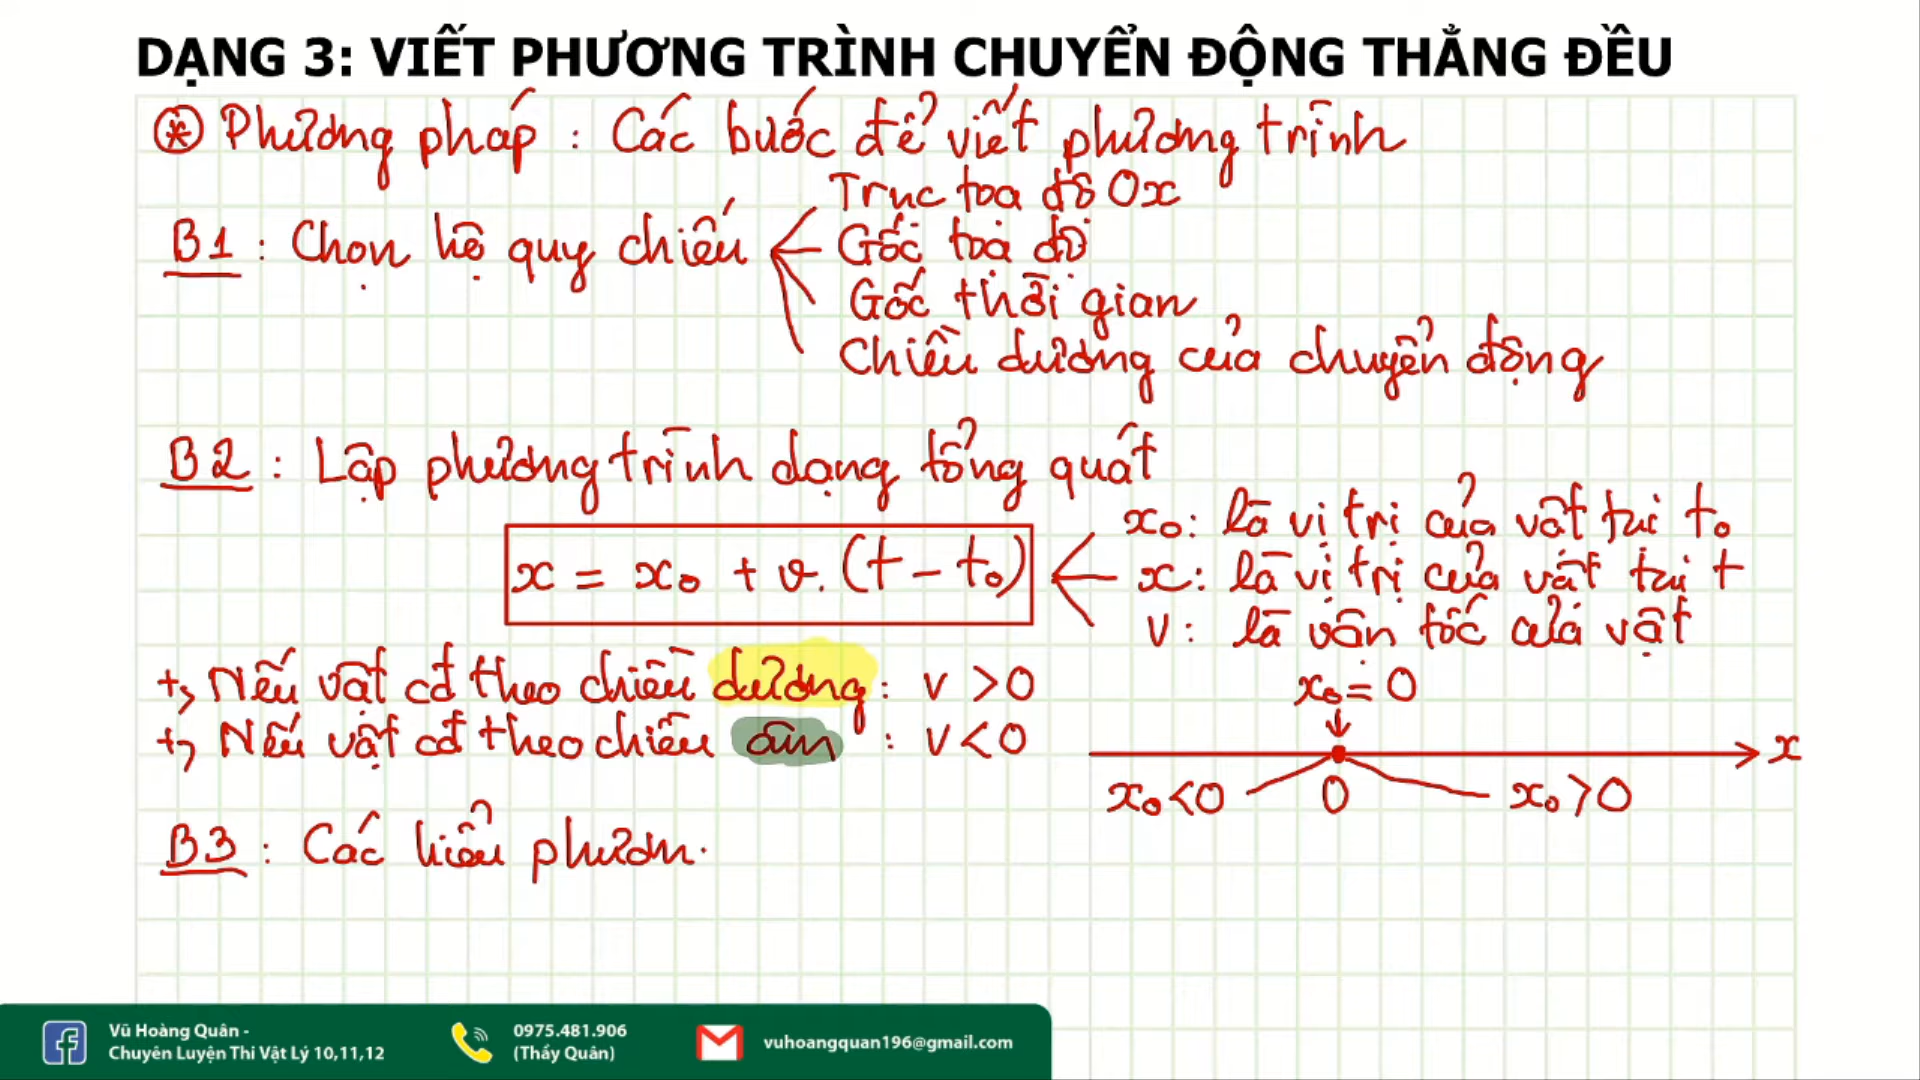 DẠNG 3: VIẾT PHƯƠNG TRÌNH CHUYỂN ĐỘNG THẲNG ĐỀU
⊛ Phương pháp : Các bước để viết phương trình
B1 : Chọn hệ quy chiếu
Trục tọa độ Ox
Gốc toạ độ
Gốc thời gian
Chiều dương của chuyển động
B2 : Lập phương trình dạng tổng quát
x = x₀ + v. (t - t₀)
x₀: là vị trị của vật tại t₀
x: là vị trị của vật tại t
v: là vận tốc của vật
+, Nếu vật cđ theo chiều dương: v > 0
+, Nếu vật cđ theo chiều âm : v < 0
x₀ = 0
x
x₀ < 0
0
x₀ > 0
B3 : Các kiểu phươn
Vũ Hoàng Quân -
Chuyên Luyện Thi Vật Lý 10,11,12
0975.481.906
(Thầy Quân)
vuhoangquan196@gmail.com